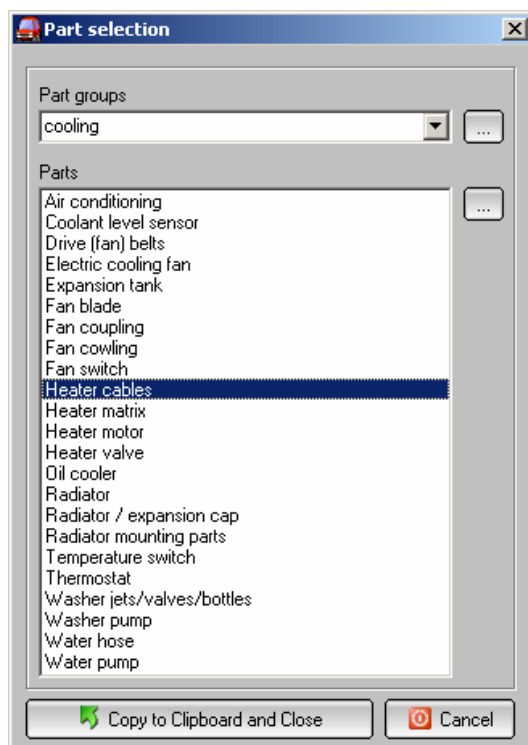 Part selection
Part groups
cooling
...
Parts
...
Air conditioning
Coolant level sensor
Drive (fan) belts
Electric cooling fan
Expansion tank
Fan blade
Fan coupling
Fan cowling
Fan switch
Heater cables
Heater matrix
Heater motor
Heater valve
Oil cooler
Radiator
Radiator / expansion cap
Radiator mounting parts
Temperature switch
Thermostat
Washer jets/valves/bottles
Washer pump
Water hose
Water pump
Copy to Clipboard and Close
Cancel